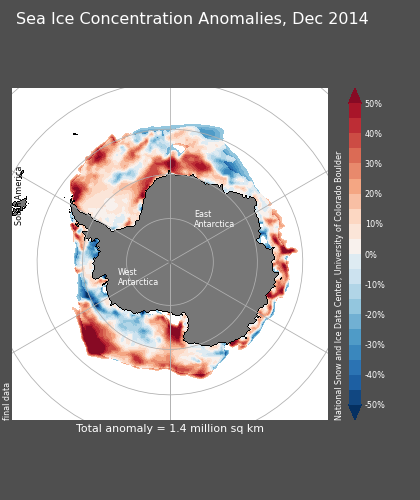 Sea Ice Concentration Anomalies, Dec 2014
South America
East
Antarctica
West
Antarctica
50%
40%
30%
20%
10%
0%
-10%
-20%
-30%
-40%
-50%
National Snow and Ice Data Center, University of Colorado Boulder
final data
Total anomaly = 1.4 million sq km